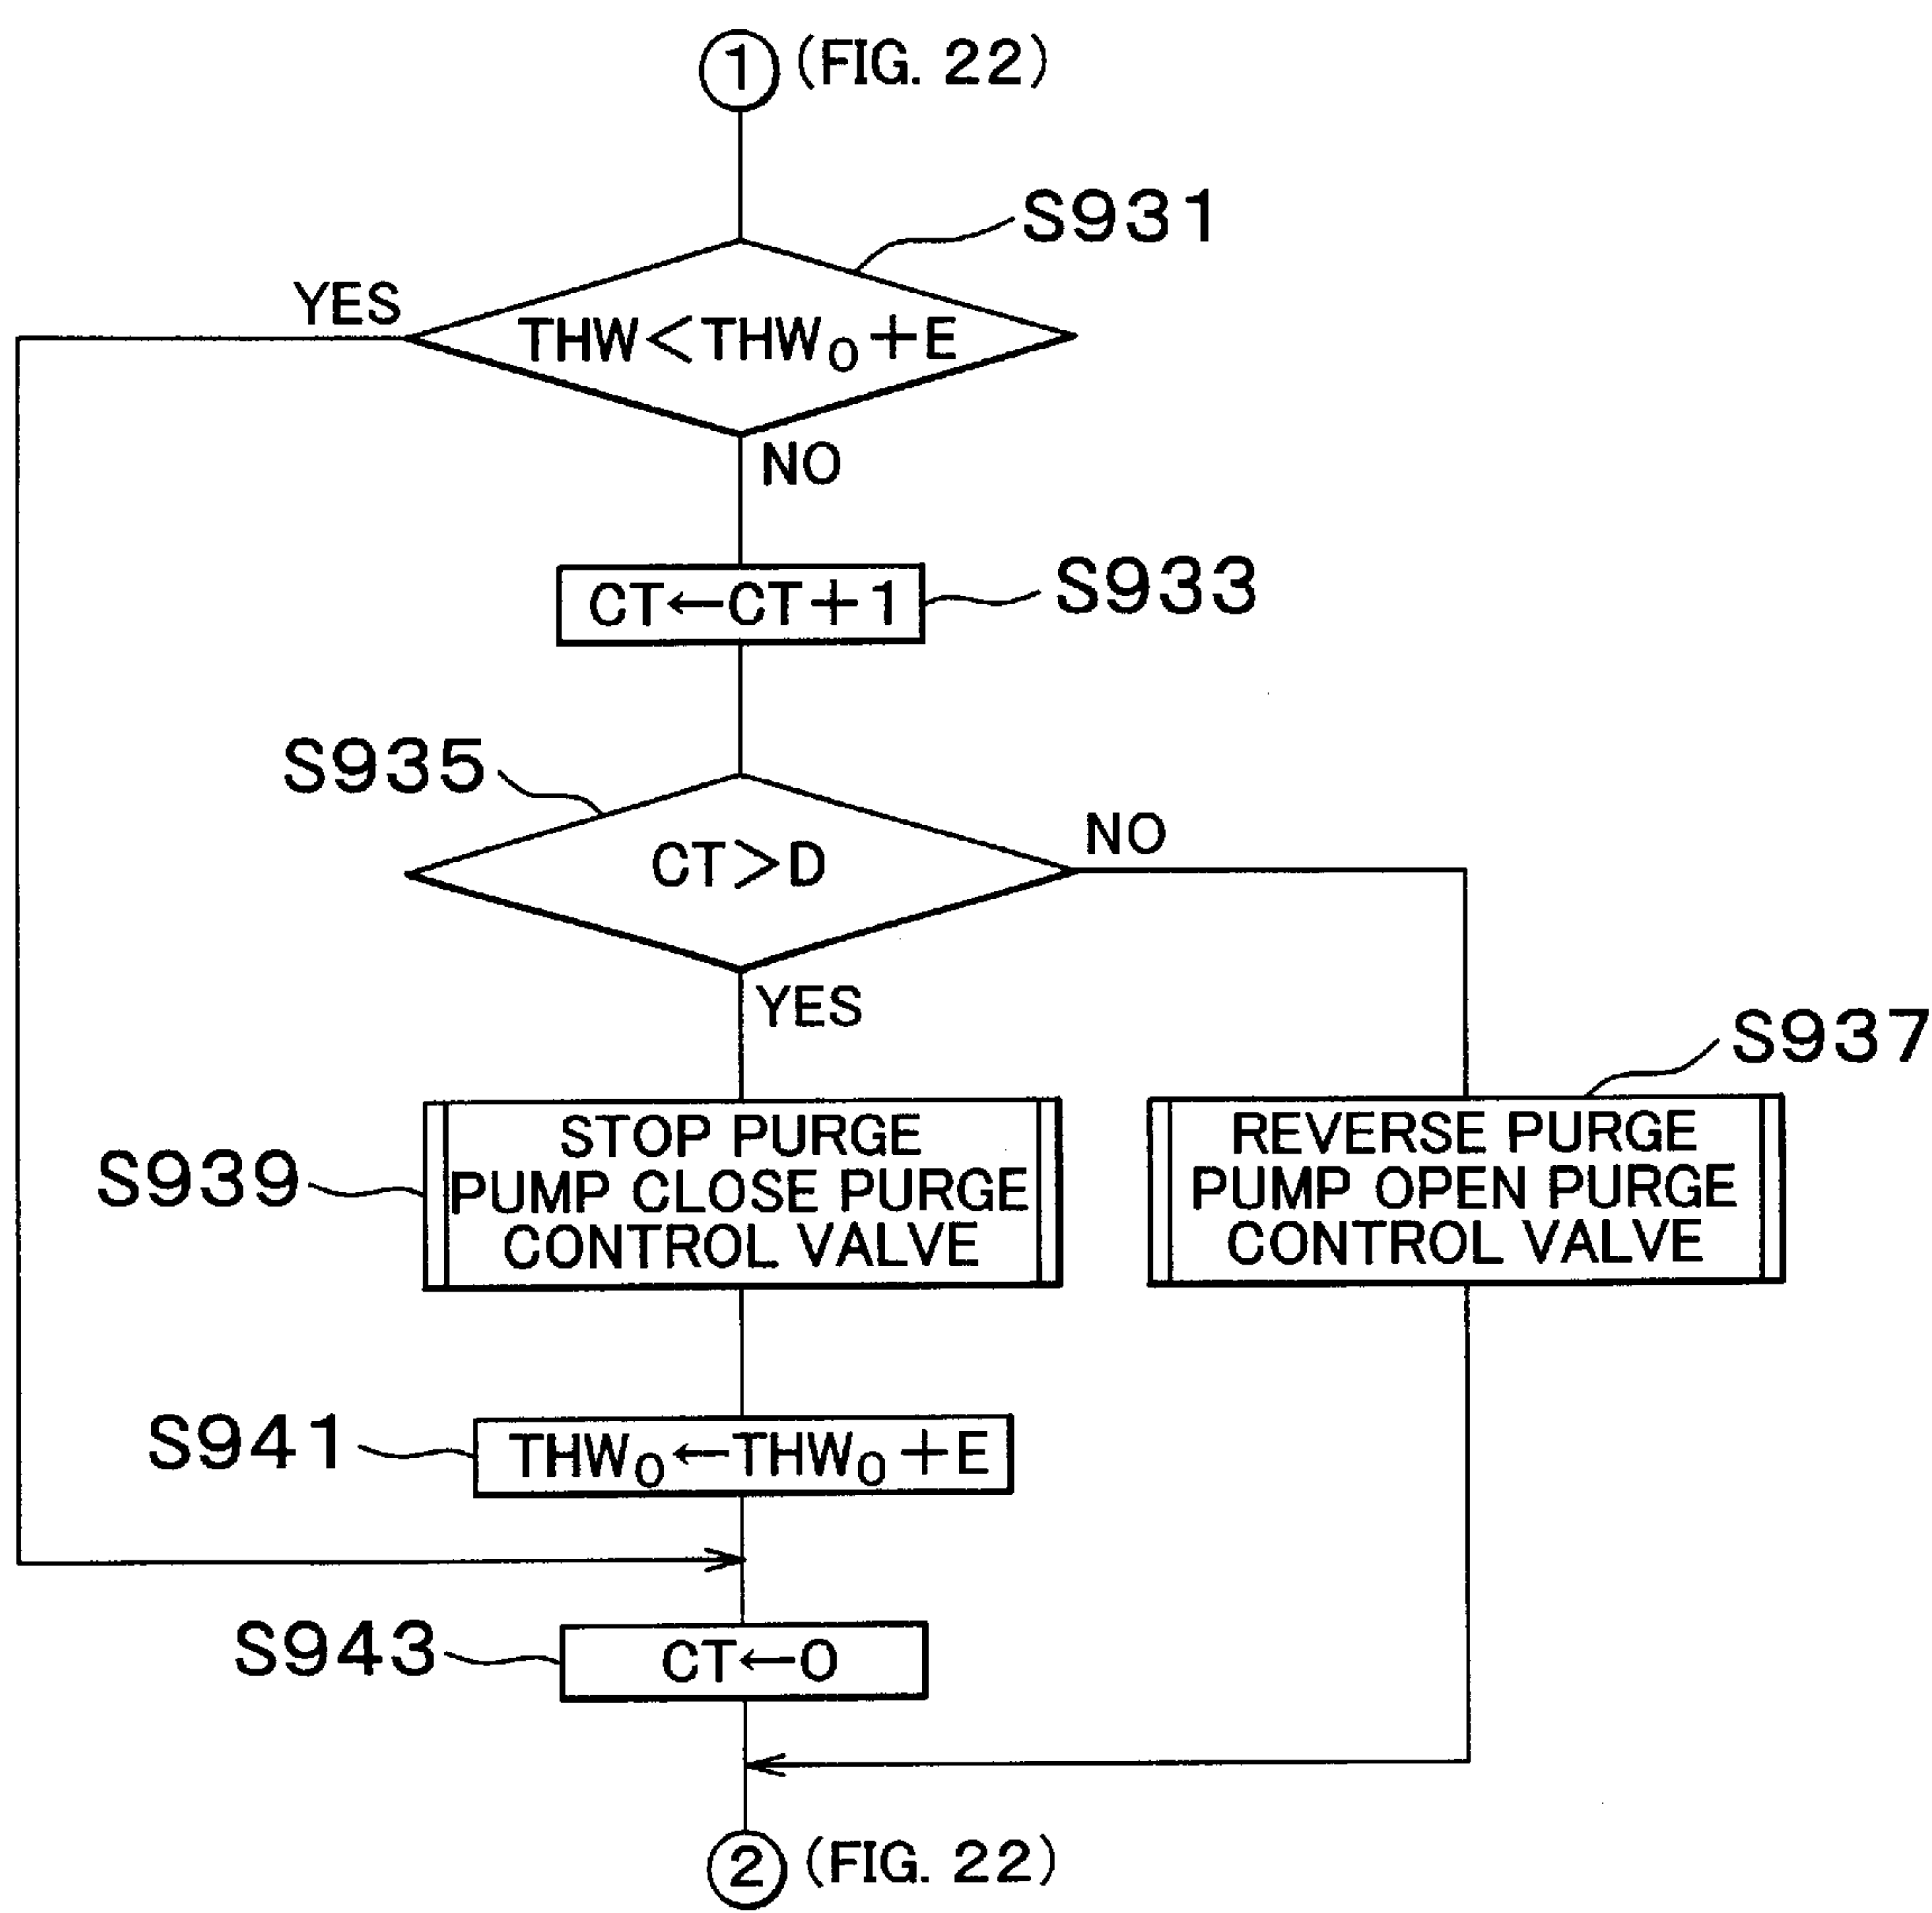 1 (FIG. 22)
S931
YES
THW<THW₀+E
NO
CT←CT+1
S933
S935
NO
CT>D
YES
S937
STOP PURGE
PUMP CLOSE PURGE
CONTROL VALVE
REVERSE PURGE
PUMP OPEN PURGE
CONTROL VALVE
S939
S941
THW₀←THW₀+E
S943
CT←0
2 (FIG. 22)